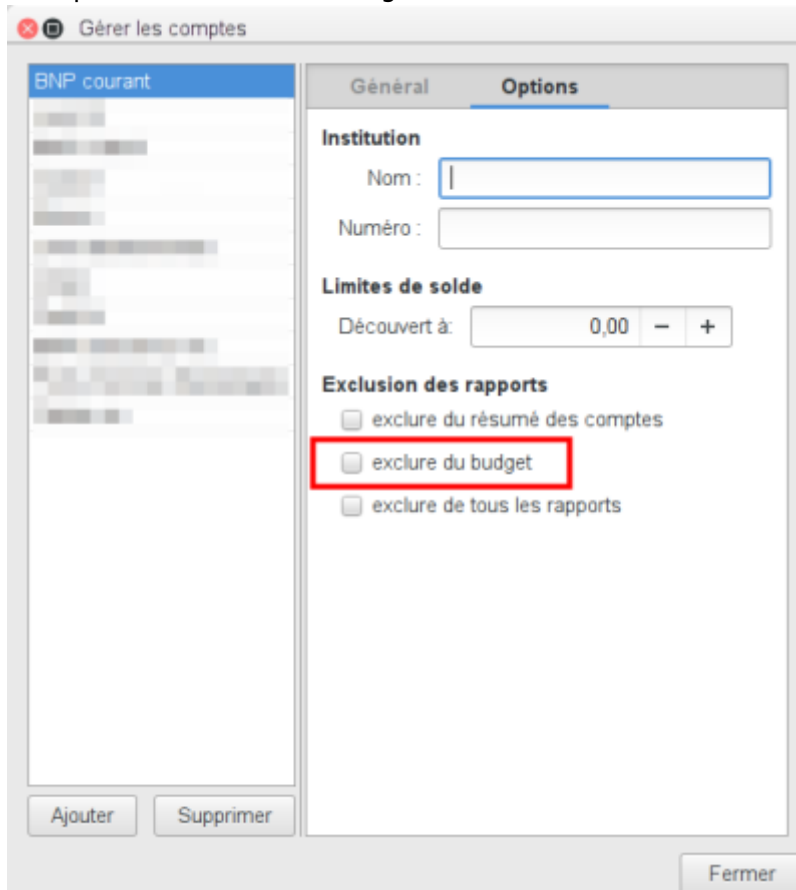 Gérer les comptes
BNP courant
Général Options
Institution
Nom :
Numéro :
Limites de solde
Découvert à: 0,00 − +
Exclusion des rapports
exclure du résumé des comptes
exclure du budget
exclure de tous les rapports
Ajouter Supprimer
Fermer